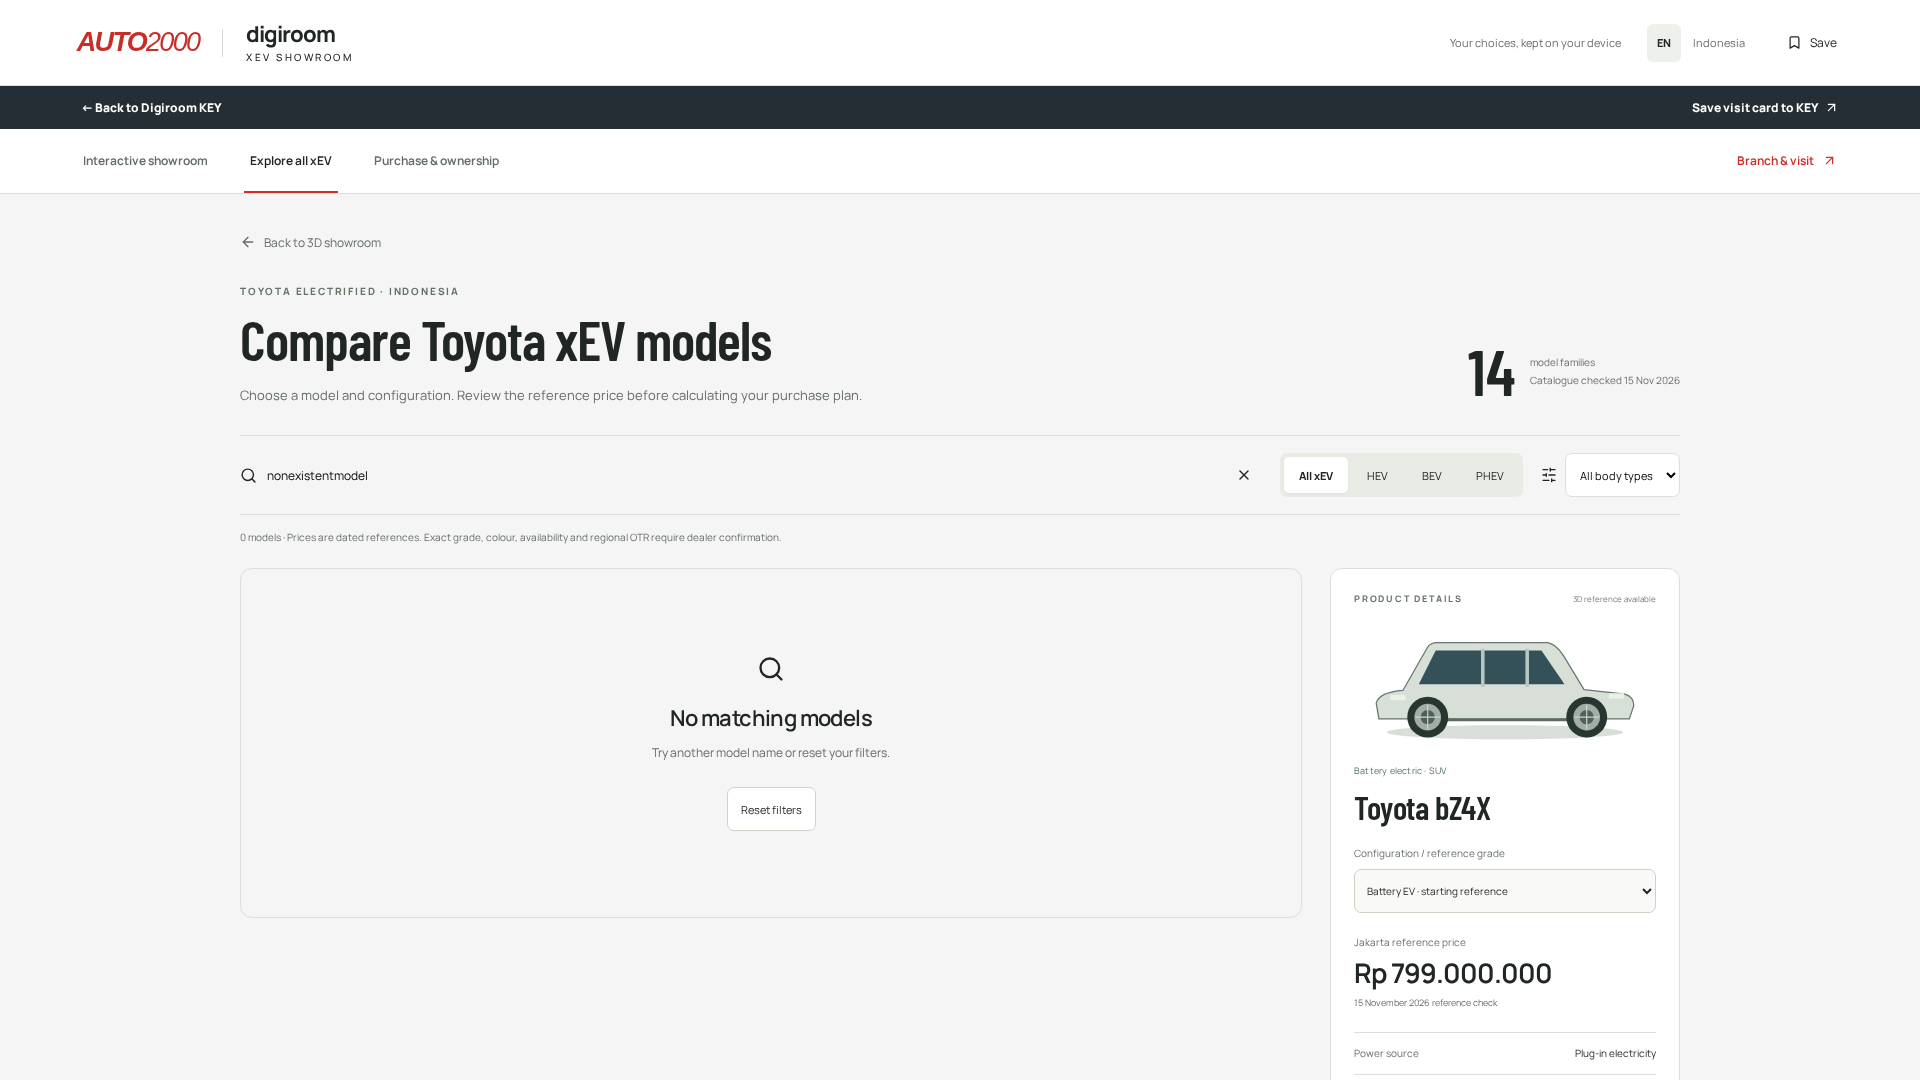 AUTO2000
digiroom
XEV SHOWROOM
Your choices, kept on your device
EN
Indonesia
Save
← Back to Digiroom KEY
Save visit card to KEY
Interactive showroom
Explore all xEV
Purchase & ownership
Branch & visit
Back to 3D showroom
TOYOTA ELECTRIFIED · INDONESIA
Compare Toyota xEV models
Choose a model and configuration. Review the reference price before calculating your purchase plan.
14
model families
Catalogue checked 15 Nov 2026
nonexistentmodel
All xEV
HEV
BEV
PHEV
All body types
0 models · Prices are dated references. Exact grade, colour, availability and regional OTR require dealer confirmation.
No matching models
Try another model name or reset your filters.
Reset filters
PRODUCT DETAILS
3D reference available
Battery electric · SUV
Toyota bZ4X
Configuration / reference grade
Battery EV · starting reference
Jakarta reference price
Rp 799.000.000
15 November 2026 reference check
Power source
Plug-in electricity